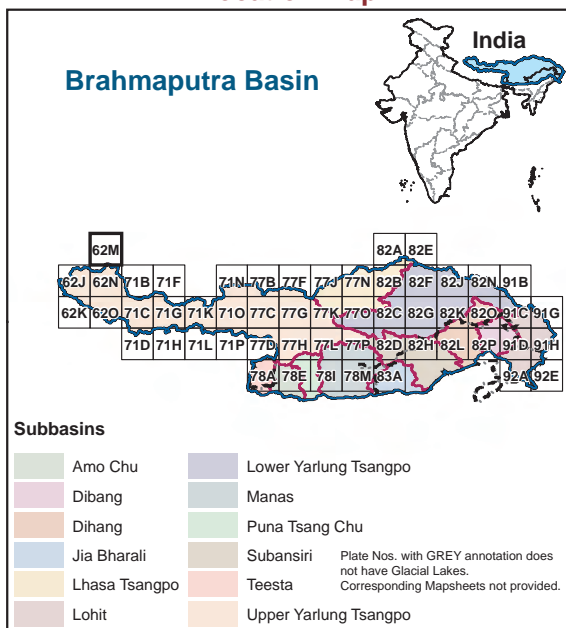 India
Brahmaputra Basin
82A 82E
62M
62J 62N 71B 71F 71N 77B 77F 77J 77N 82B 82F 82J 82N 91B
62K 62O 71C 71G 71K 71O 77C 77G 77K 77O 82C 82G 82K 82O 91C 91G
71D 71H 71L 71P 77D 77H 77L 77P 82D 82H 82L 82P 91D 91H
78A 78E 78I 78M 83A 92A 92E
Subbasins
Amo Chu
Dibang
Dihang
Jia Bharali
Lhasa Tsangpo
Lohit
Lower Yarlung Tsangpo
Manas
Puna Tsang Chu
Subansiri
Teesta
Upper Yarlung Tsangpo
Plate Nos. with GREY annotation does
not have Glacial Lakes.
Corresponding Mapsheets not provided.